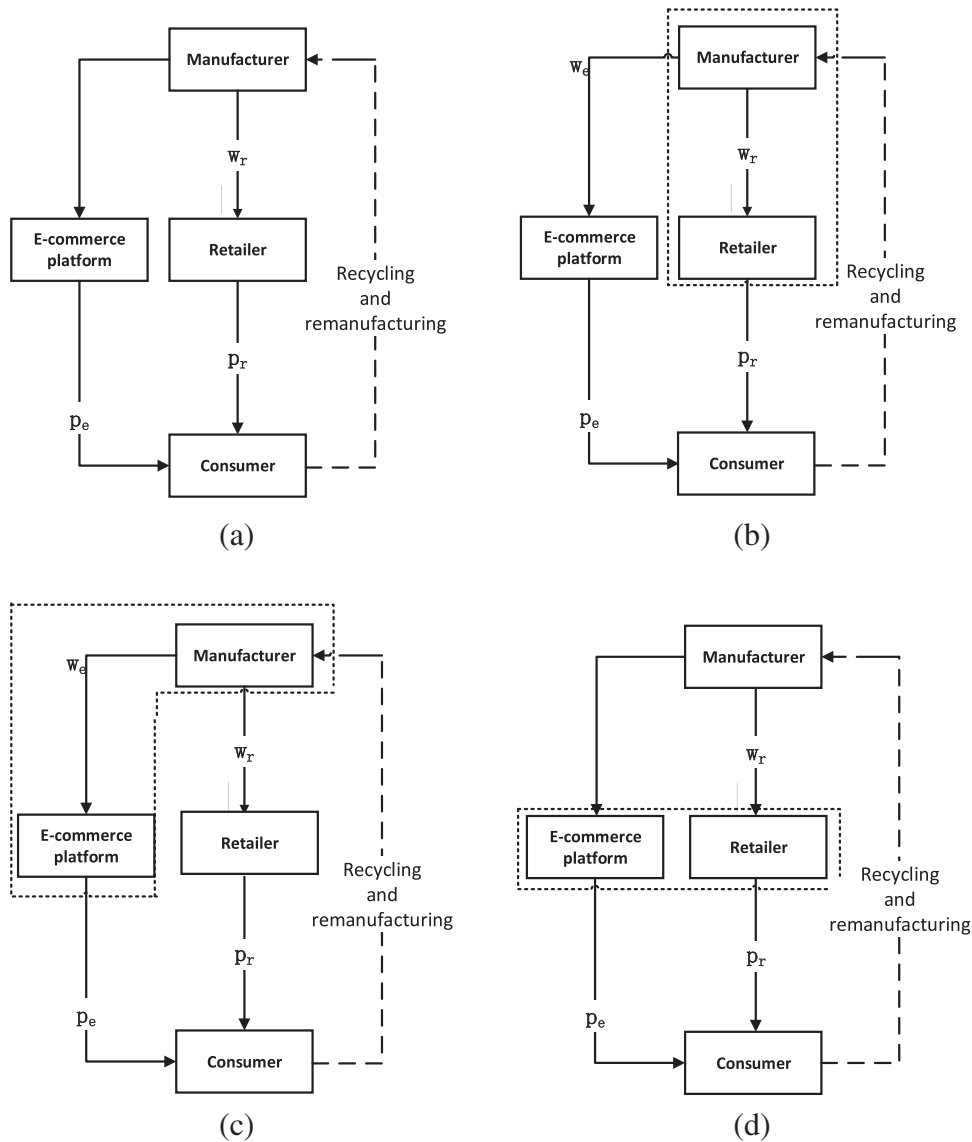 Manufacturer
w_r
E-commerce
platform
Retailer
Recycling
and
remanufacturing
p_r
p_e
Consumer
(a)
Manufacturer
w_e
w_r
E-commerce
platform
Retailer
Recycling
and
remanufacturing
p_r
p_e
Consumer
(b)
Manufacturer
w_e
w_r
E-commerce
platform
Retailer
Recycling
and
remanufacturing
p_r
p_e
Consumer
(c)
Manufacturer
w_r
E-commerce
platform
Retailer
Recycling
and
remanufacturing
p_r
p_e
Consumer
(d)